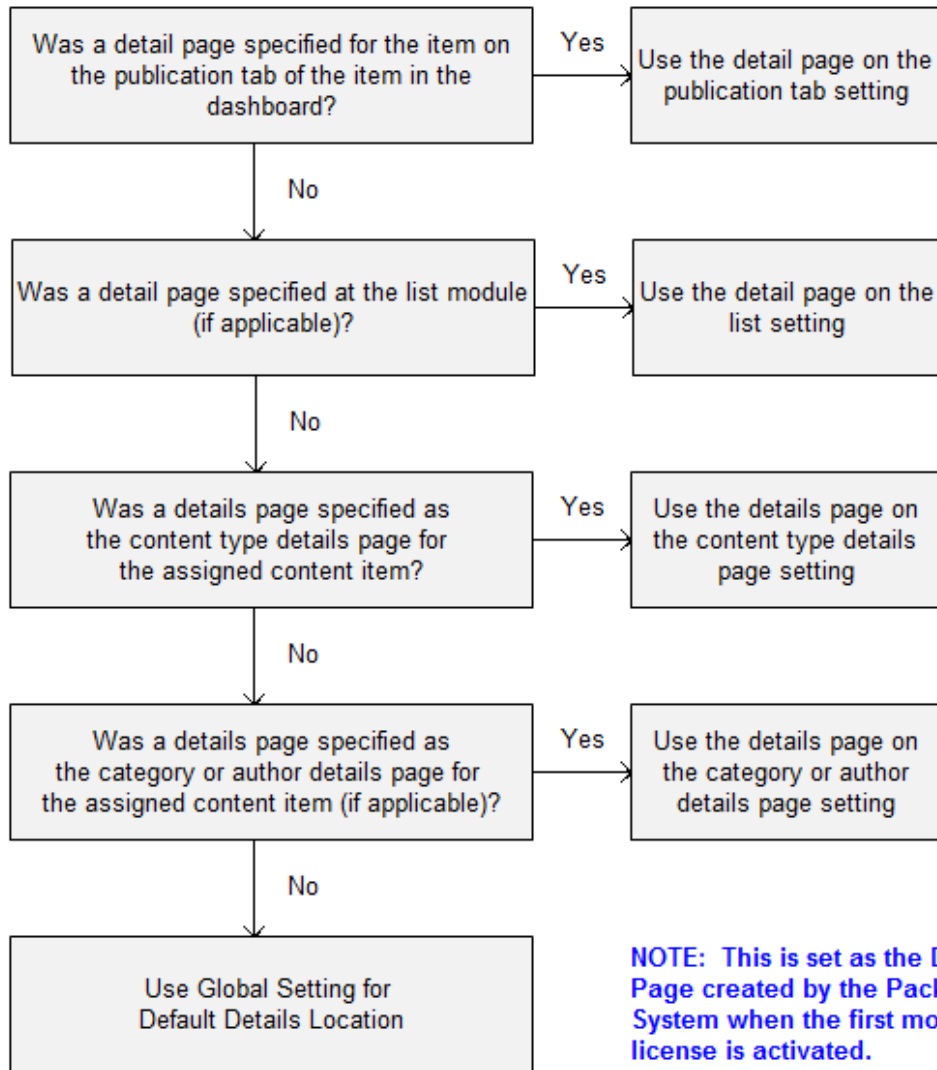 Was a detail page specified for the item on
the publication tab of the item in the
dashboard?
Yes
Use the detail page on the
publication tab setting
No
Was a detail page specified at the list module
(if applicable)?
Yes
Use the detail page on the
list setting
No
Was a details page specified as
the content type details page for
the assigned content item?
Yes
Use the details page on
the content type details
page setting
No
Was a details page specified as
the category or author details page for
the assigned content item (if applicable)?
Yes
Use the details page on
the category or author
details page setting
No
Use Global Setting for
Default Details Location
NOTE: This is set as the
Page created by the
System when the first
license is activated.